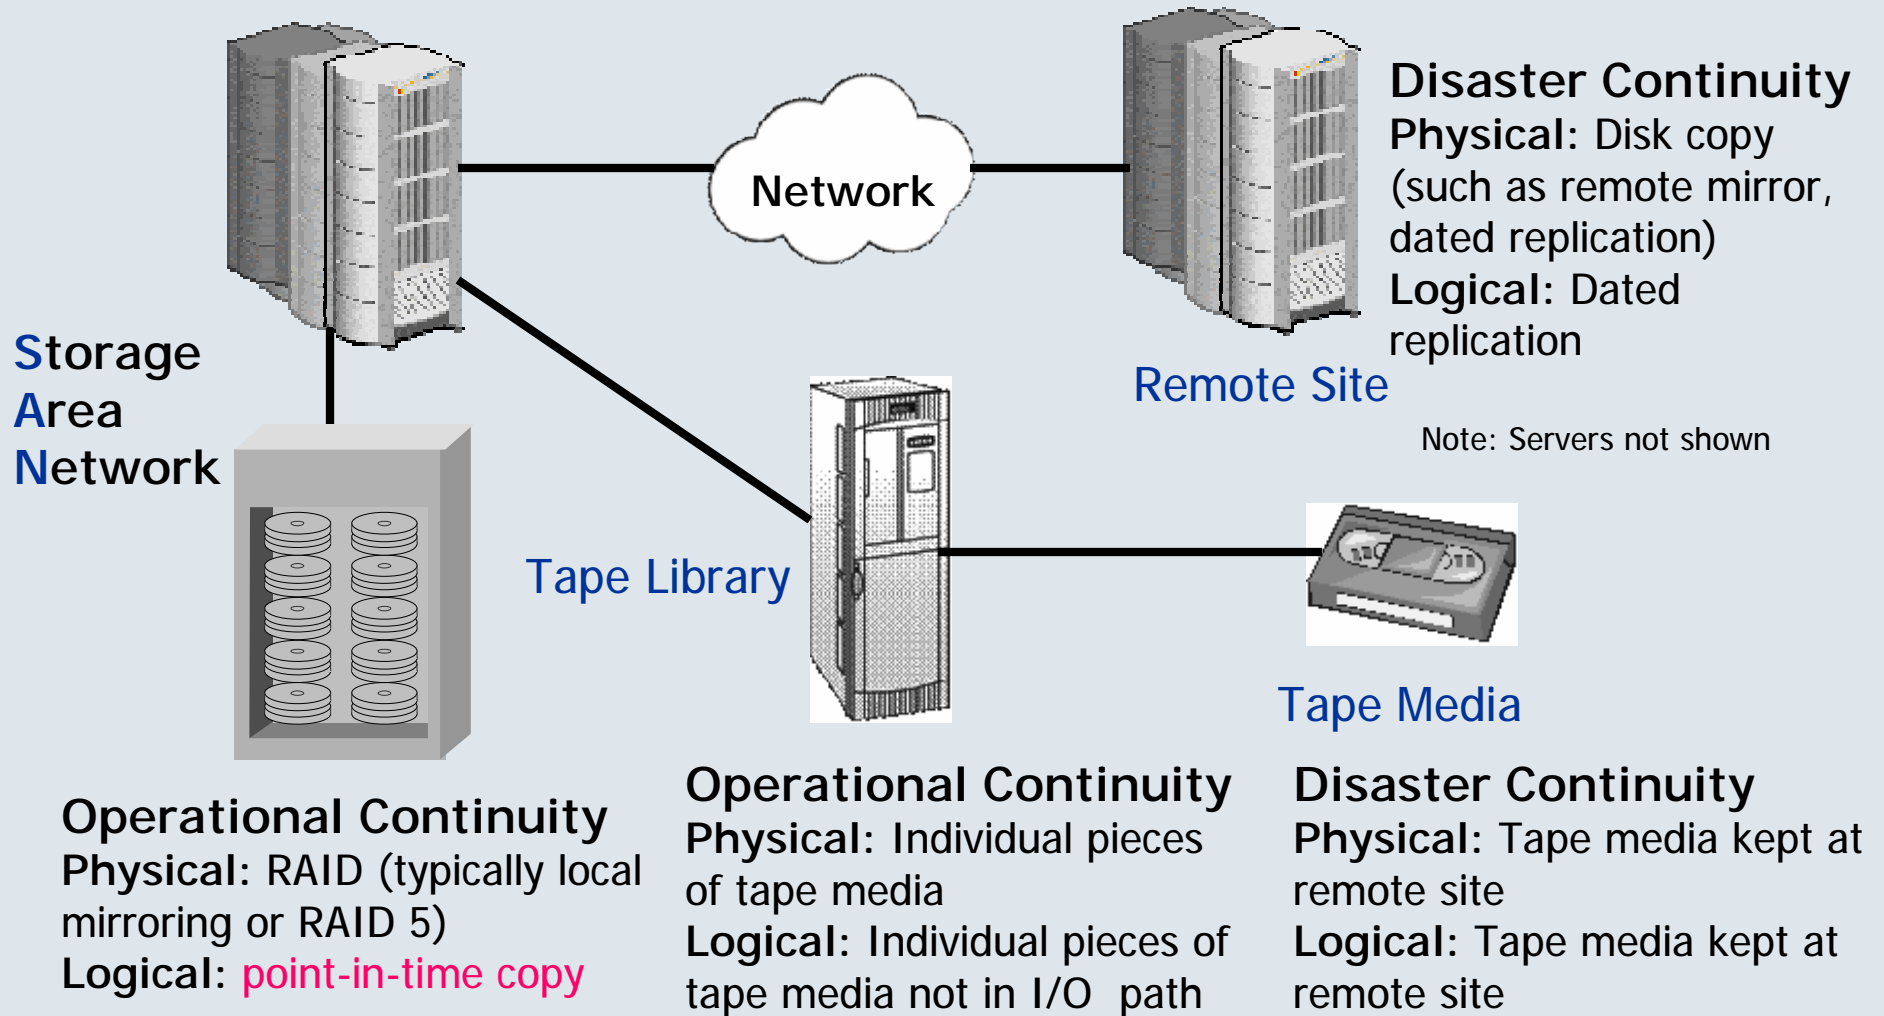 Disaster Continuity
Physical: Disk copy
(such as remote mirror,
dated replication)
Logical: Dated
replication
Network
Storage
Area
Network
Remote Site
Note: Servers not shown
Tape Library
Tape Media
Operational Continuity
Physical: RAID (typically local
mirroring or RAID 5)
Logical: point-in-time copy
Operational Continuity
Physical: Individual pieces
of tape media
Logical: Individual pieces of
tape media not in I/O path
Disaster Continuity
Physical: Tape media kept at
remote site
Logical: Tape media kept at
remote site